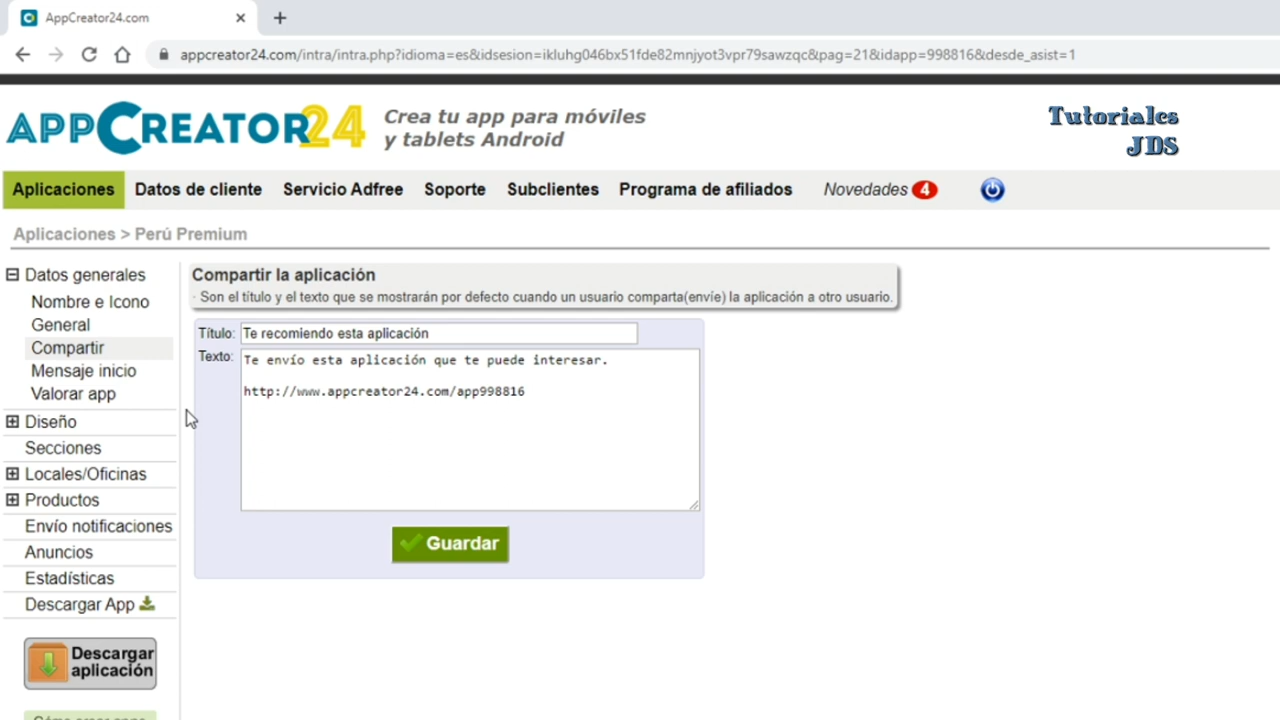 AppCreator24.com
appcreator24.com/intra/intra.php?idioma=es&idsesion=ikluhg046bx51fde82mnjyot3vpr79sawzqc&pag=21&idapp=998816&desde_asist=1
APPCREATOR24
Crea tu app para móviles
y tablets Android
Tutoriales
JDS
Aplicaciones Datos de cliente Servicio Adfree Soporte Subclientes Programa de afiliados Novedades 4
Aplicaciones > Perú Premium
Datos generales
Nombre e Icono
General
Compartir
Mensaje inicio
Valorar app
Diseño
Secciones
Locales/Oficinas
Productos
Envío notificaciones
Anuncios
Estadísticas
Descargar App
Descargar
aplicación
Cómo crear apps
Compartir la aplicación
· Son el título y el texto que se mostrarán por defecto cuando un usuario comparta(envíe) la aplicación a otro usuario.
Título: Te recomiendo esta aplicación
Texto: Te envío esta aplicación que te puede interesar.
http://www.appcreator24.com/app998816
Guardar